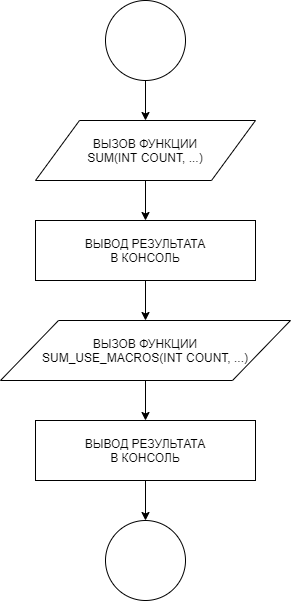 ВЫЗОВ ФУНКЦИИ
SUM(INT COUNT, ...)
ВЫВОД РЕЗУЛЬТАТА
В КОНСОЛЬ
ВЫЗОВ ФУНКЦИИ
SUM_USE_MACROS(INT COUNT, ...)
ВЫВОД РЕЗУЛЬТАТА
В КОНСОЛЬ